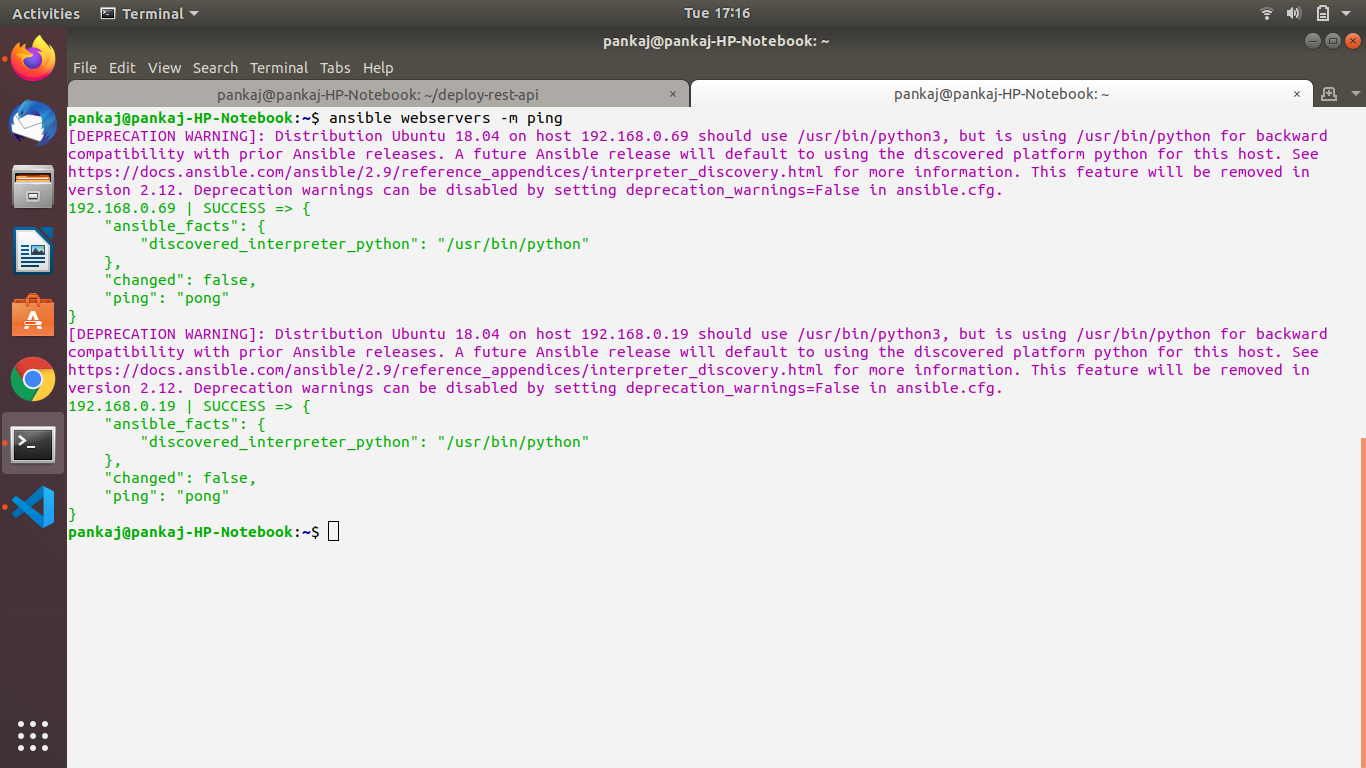 Activities Terminal Tue 17:16
pankaj@pankaj-HP-Notebook: ~
File Edit View Search Terminal Tabs Help
pankaj@pankaj-HP-Notebook: ~/deploy-rest-api × pankaj@pankaj-HP-Notebook: ~ ×
pankaj@pankaj-HP-Notebook:~$ ansible webservers -m ping
[DEPRECATION WARNING]: Distribution Ubuntu 18.04 on host 192.168.0.69 should use /usr/bin/python3, but is using /usr/bin/python for backward
compatibility with prior Ansible releases. A future Ansible release will default to using the discovered platform python for this host. See
https://docs.ansible.com/ansible/2.9/reference_appendices/interpreter_discovery.html for more information. This feature will be removed in
version 2.12. Deprecation warnings can be disabled by setting deprecation_warnings=False in ansible.cfg.
192.168.0.69 | SUCCESS => {
    "ansible_facts": {
        "discovered_interpreter_python": "/usr/bin/python"
    },
    "changed": false,
    "ping": "pong"
}
[DEPRECATION WARNING]: Distribution Ubuntu 18.04 on host 192.168.0.19 should use /usr/bin/python3, but is using /usr/bin/python for backward
compatibility with prior Ansible releases. A future Ansible release will default to using the discovered platform python for this host. See
https://docs.ansible.com/ansible/2.9/reference_appendices/interpreter_discovery.html for more information. This feature will be removed in
version 2.12. Deprecation warnings can be disabled by setting deprecation_warnings=False in ansible.cfg.
192.168.0.19 | SUCCESS => {
    "ansible_facts": {
        "discovered_interpreter_python": "/usr/bin/python"
    },
    "changed": false,
    "ping": "pong"
}
pankaj@pankaj-HP-Notebook:~$